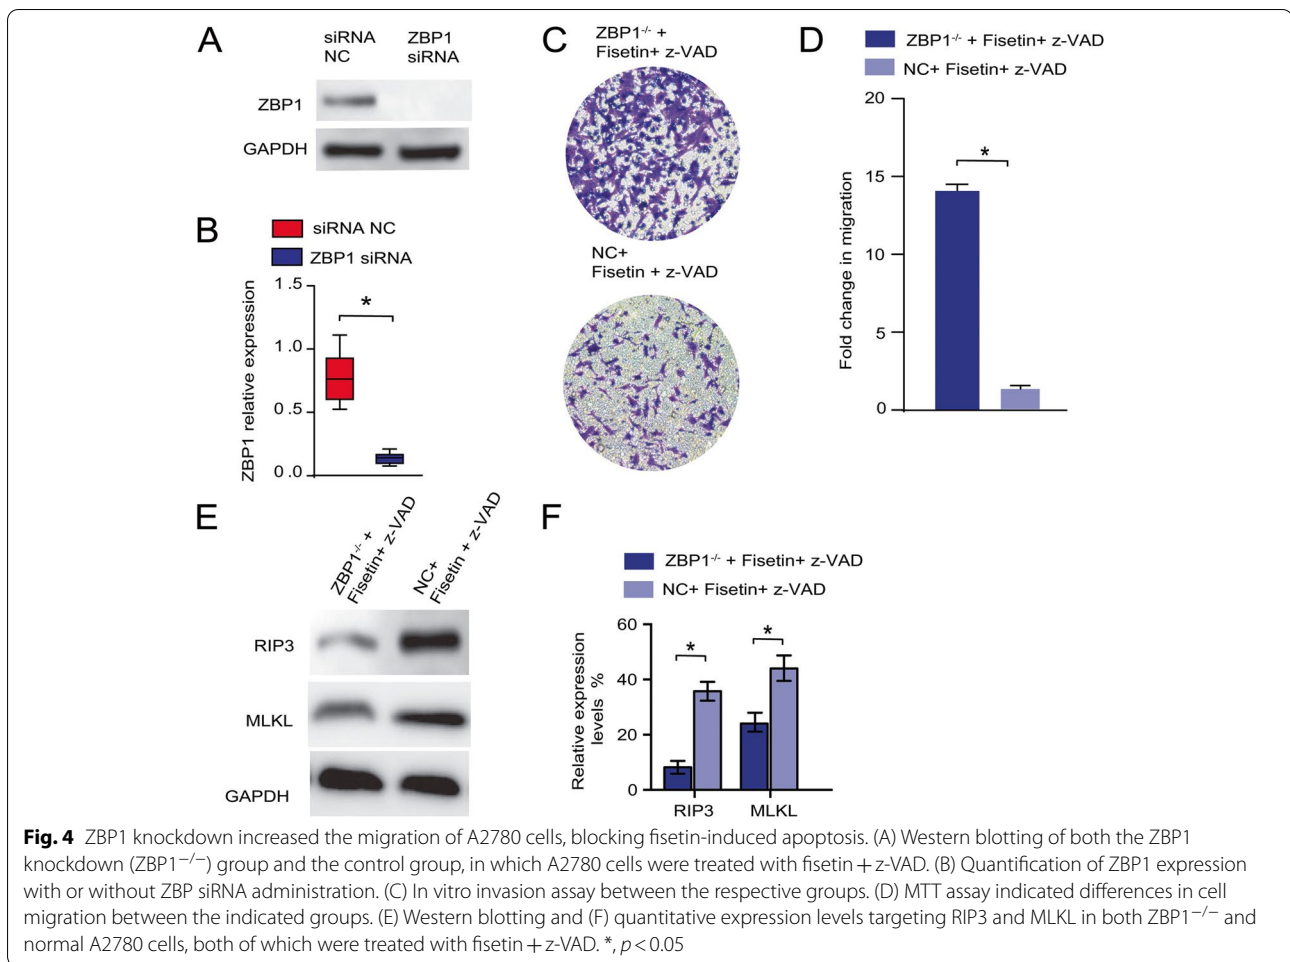 A
siRNA NC
ZBP1 siRNA
ZBP1
GAPDH
B
siRNA NC
ZBP1 siRNA
ZBP1 relative expression
1.5
1.0
0.5
0.0
*
C
ZBP1-/- +
Fisetin+ z-VAD
NC+
Fisetin + z-VAD
D
ZBP1-/- + Fisetin+ z-VAD
NC+ Fisetin+ z-VAD
Fold change in migration
20
15
10
5
0
*
E
ZBP1-/- +
Fisetin+ z-VAD
NC+
Fisetin + z-VAD
RIP3
MLKL
GAPDH
F
ZBP1-/- + Fisetin+ z-VAD
NC+ Fisetin+ z-VAD
Relative expression
levels %
60
40
20
0
*
*
RIP3
MLKL
Fig. 4 ZBP1 knockdown increased the migration of A2780 cells, blocking fisetin-induced apoptosis. (A) Western blotting of both the ZBP1
knockdown (ZBP1−/−) group and the control group, in which A2780 cells were treated with fisetin + z-VAD. (B) Quantification of ZBP1 expression
with or without ZBP siRNA administration. (C) In vitro invasion assay between the respective groups. (D) MTT assay indicated differences in cell
migration between the indicated groups. (E) Western blotting and (F) quantitative expression levels targeting RIP3 and MLKL in both ZBP1−/− and
normal A2780 cells, both of which were treated with fisetin + z-VAD. *, p < 0.05